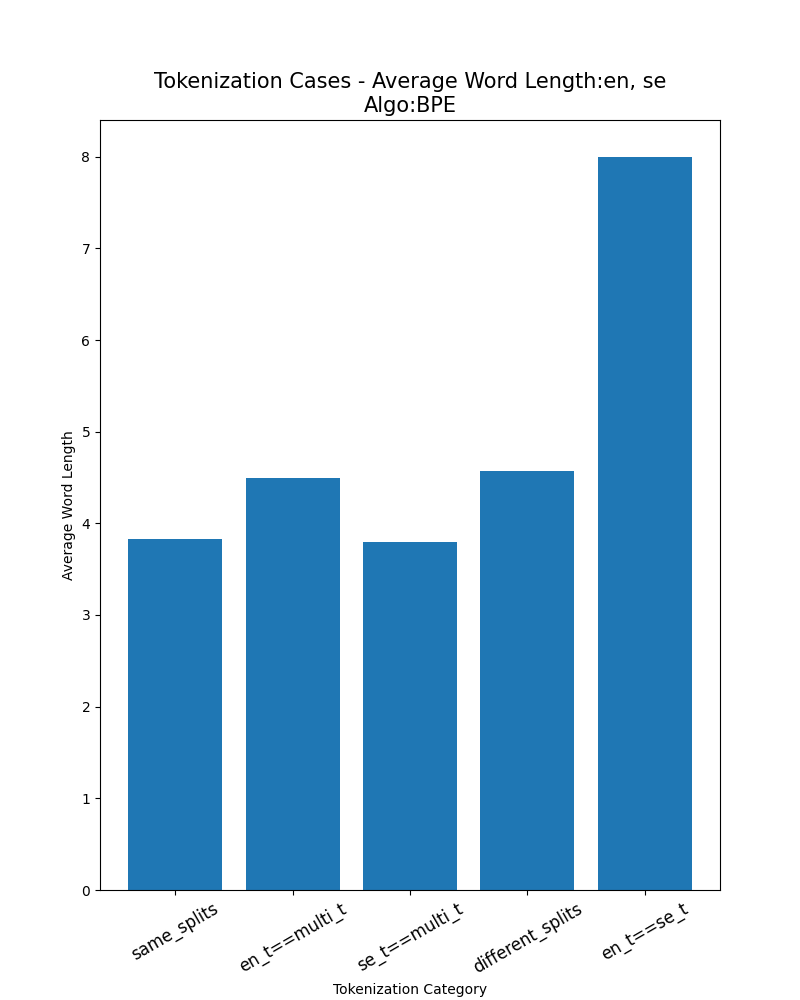 Tokenization Cases - Average Word Length:en, se
Algo:BPE
8
7
6
5
4
3
2
1
0
Average Word Length
same_splits
en_t==multi_t
se_t==multi_t
different_splits
en_t==se_t
Tokenization Category